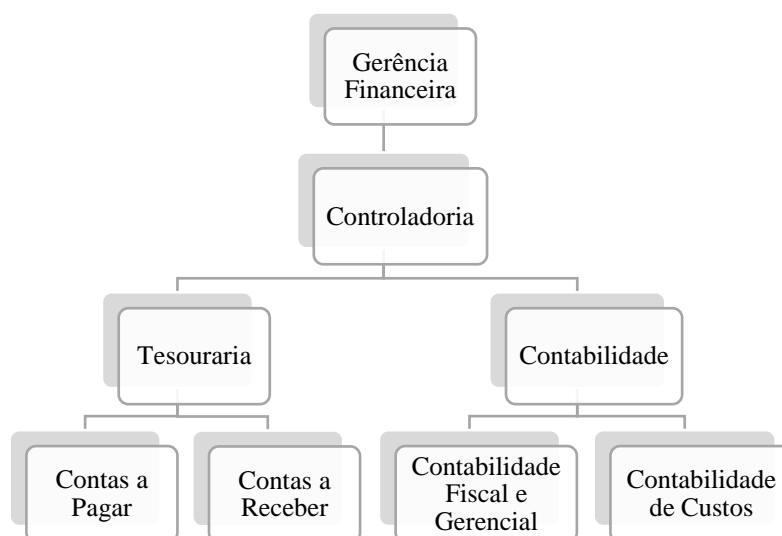 Gerência
Financeira
Controladoria
Tesouraria
Contabilidade
Contas a
Pagar
Contas a
Receber
Contabilidade
Fiscal e
Gerencial
Contabilidade
de Custos